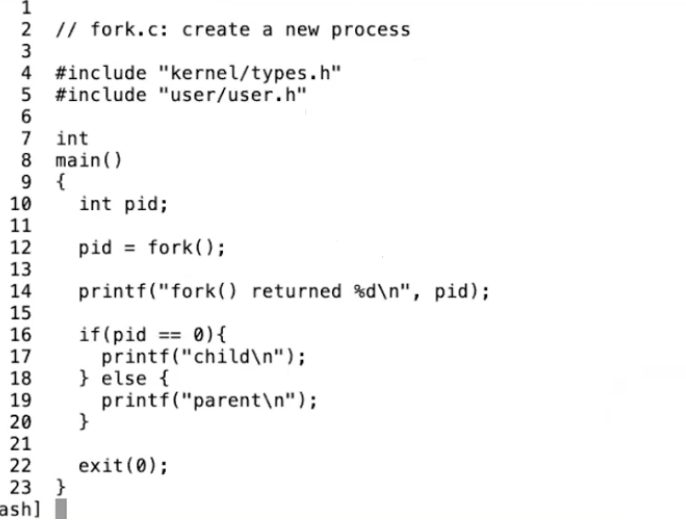 1
2 // fork.c: create a new process
3
4 #include "kernel/types.h"
5 #include "user/user.h"
6
7 int
8 main()
9 {
10 int pid;
11
12 pid = fork();
13
14 printf("fork() returned %d\n", pid);
15
16 if(pid == 0){
17 printf("child\n");
18 } else {
19 printf("parent\n");
20 }
21
22 exit(0);
23 }
ash]